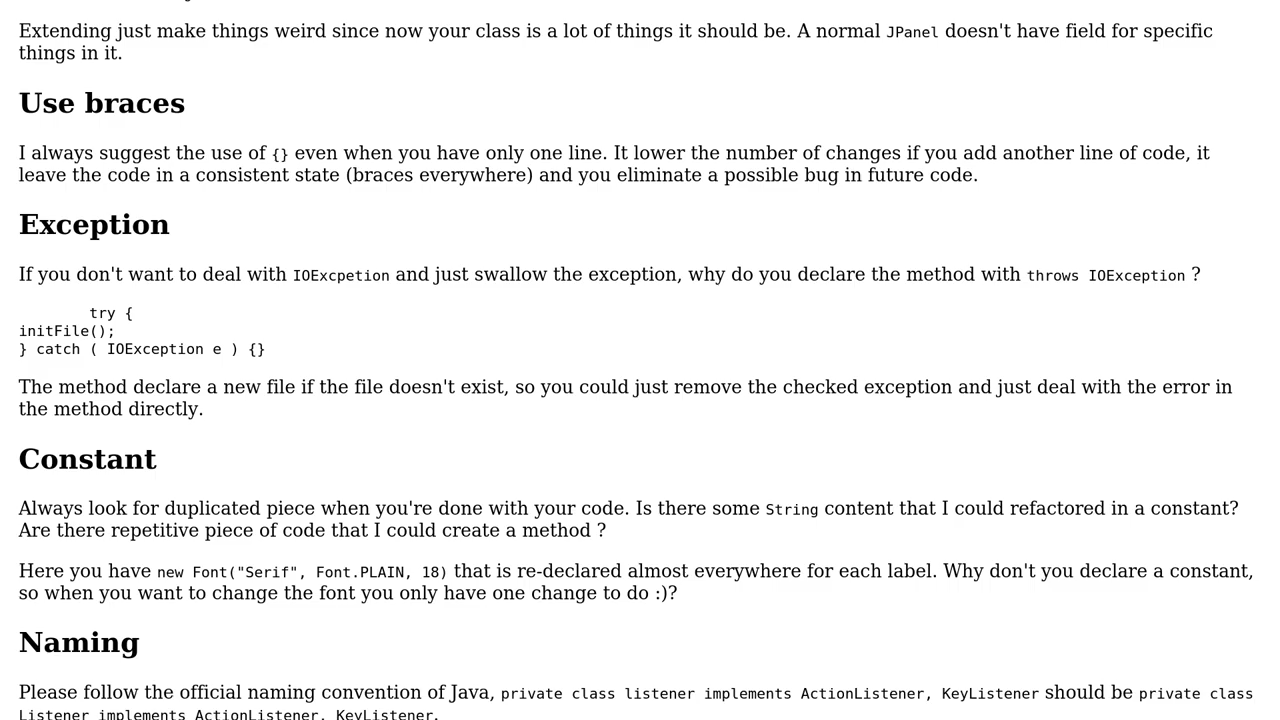 Extending just make things weird since now your class is a lot of things it should be. A normal JPanel doesn't have field for specific
things in it.
Use braces
I always suggest the use of {} even when you have only one line. It lower the number of changes if you add another line of code, it
leave the code in a consistent state (braces everywhere) and you eliminate a possible bug in future code.
Exception
If you don't want to deal with IOExcpetion and just swallow the exception, why do you declare the method with throws IOException ?
try {
initFile();
} catch ( IOException e ) {}
The method declare a new file if the file doesn't exist, so you could just remove the checked exception and just deal with the error in
the method directly.
Constant
Always look for duplicated piece when you're done with your code. Is there some String content that I could refactored in a constant?
Are there repetitive piece of code that I could create a method ?
Here you have new Font("Serif", Font.PLAIN, 18) that is re-declared almost everywhere for each label. Why don't you declare a constant,
so when you want to change the font you only have one change to do :)?
Naming
Please follow the official naming convention of Java, private class listener implements ActionListener, KeyListener should be private class
Listener implements ActionListener, KeyListener.